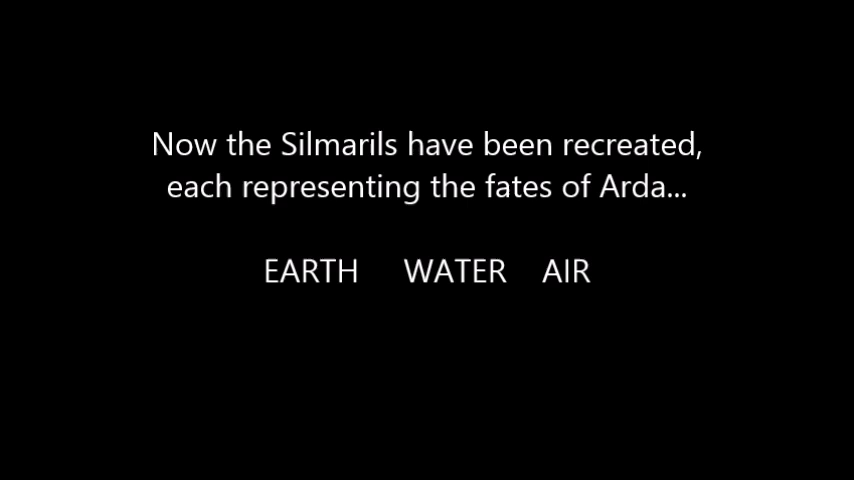 Now the Silmarils have been recreated,
each representing the fates of Arda...
EARTH WATER AIR